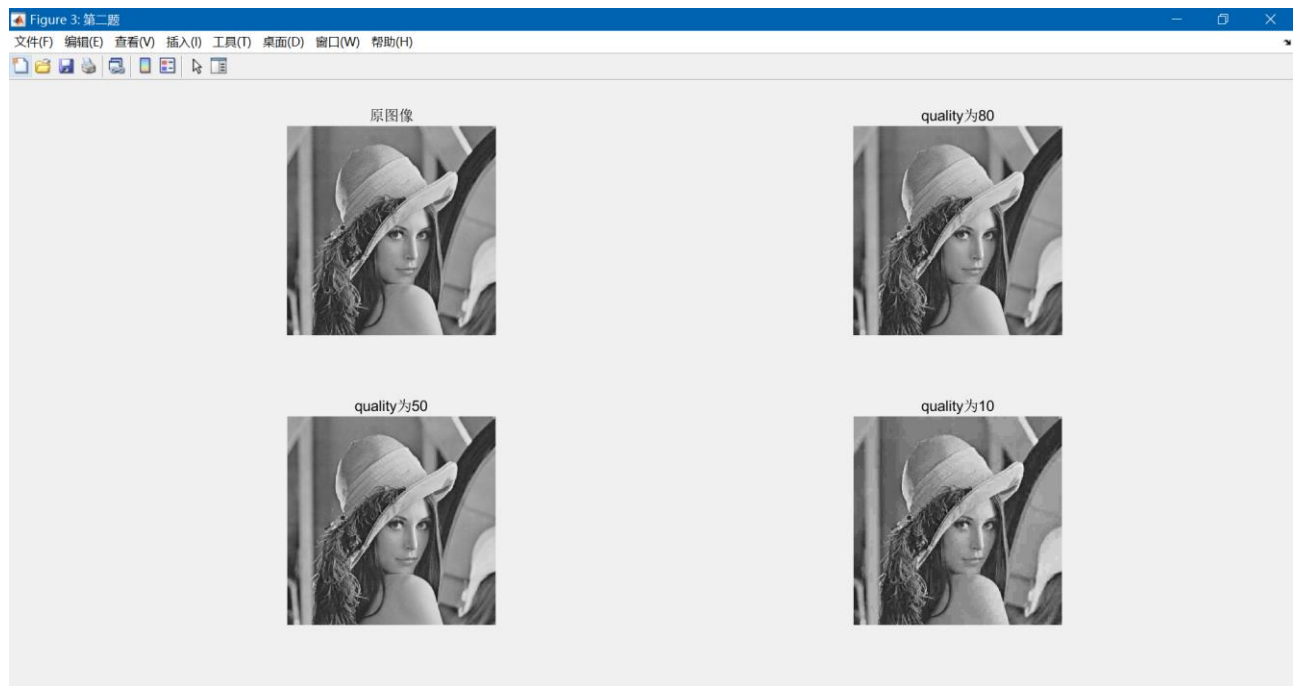 Figure 3: 第二题
文件(F) 编辑(E) 查看(V) 插入(I) 工具(T) 桌面(D) 窗口(W) 帮助(H)
原图像
quality为80
quality为50
quality为10